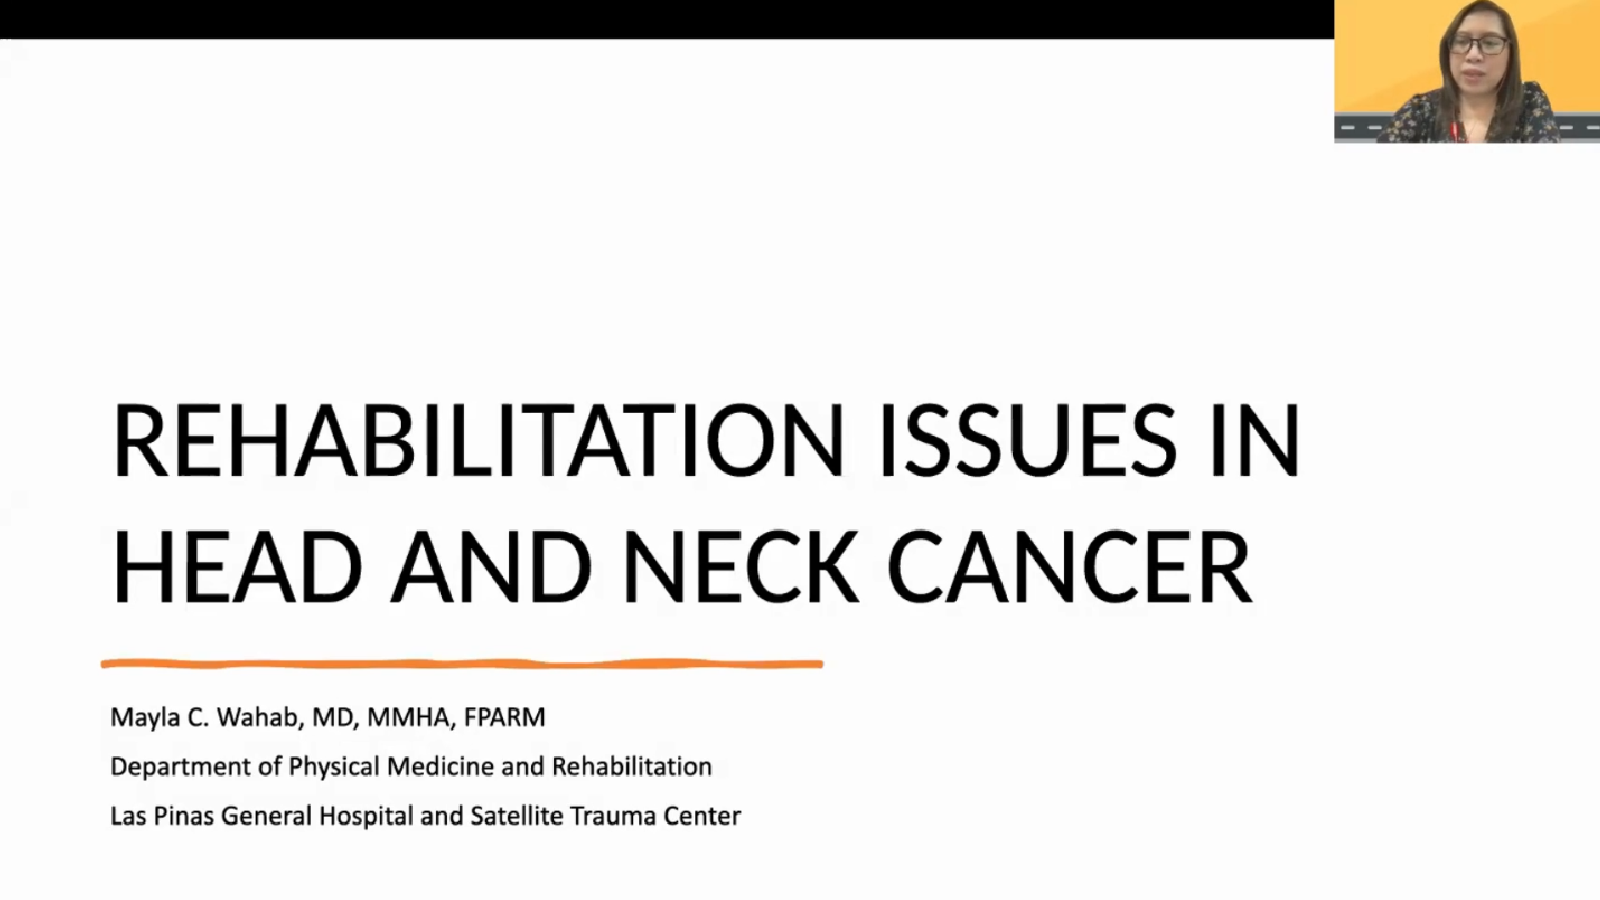 REHABILITATION ISSUES IN
HEAD AND NECK CANCER
Mayla C. Wahab, MD, MMHA, FPARM
Department of Physical Medicine and Rehabilitation
Las Pinas General Hospital and Satellite Trauma Center